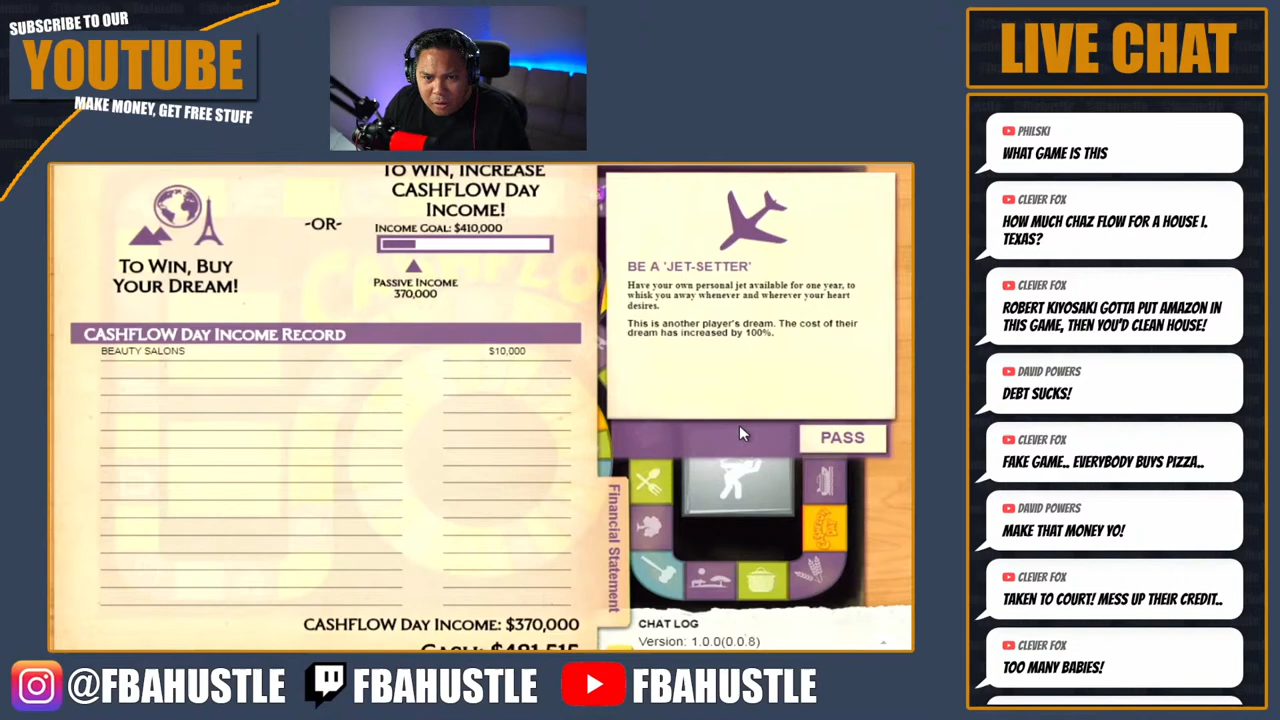 SUBSCRIBE TO OUR
YOUTUBE
MAKE MONEY, GET FREE STUFF
TO WIN, BUY
YOUR DREAM!
-OR-
TO WIN, INCREASE
CASHFLOW DAY
INCOME!
INCOME GOAL: $410,000
PASSIVE INCOME
370,000
CASHFLOW DAY INCOME RECORD
BEAUTY SALONS $10,000
CASHFLOW DAY INCOME: $370,000
CASH: $481,515
Financial Statement
BE A 'JET-SETTER'
Have your own personal jet available for one year, to
whisk you away whenever and wherever your heart
desires.
This is another player's dream. The cost of their
dream has increased by 100%.
PASS
CHAT LOG
Version: 1.0.0(0.0.8)
LIVE CHAT
PHILSKI
WHAT GAME IS THIS
CLEVER FOX
HOW MUCH CHAZ FLOW FOR A HOUSE I.
TEXAS?
CLEVER FOX
ROBERT KIYOSAKI GOTTA PUT AMAZON IN
THIS GAME, THEN YOU'D CLEAN HOUSE!
DAVID POWERS
DEBT SUCKS!
CLEVER FOX
FAKE GAME.. EVERYBODY BUYS PIZZA..
DAVID POWERS
MAKE THAT MONEY YO!
CLEVER FOX
TAKEN TO COURT! MESS UP THEIR CREDIT..
CLEVER FOX
TOO MANY BABIES!
@FBAHUSTLE
FBAHUSTLE
FBAHUSTLE